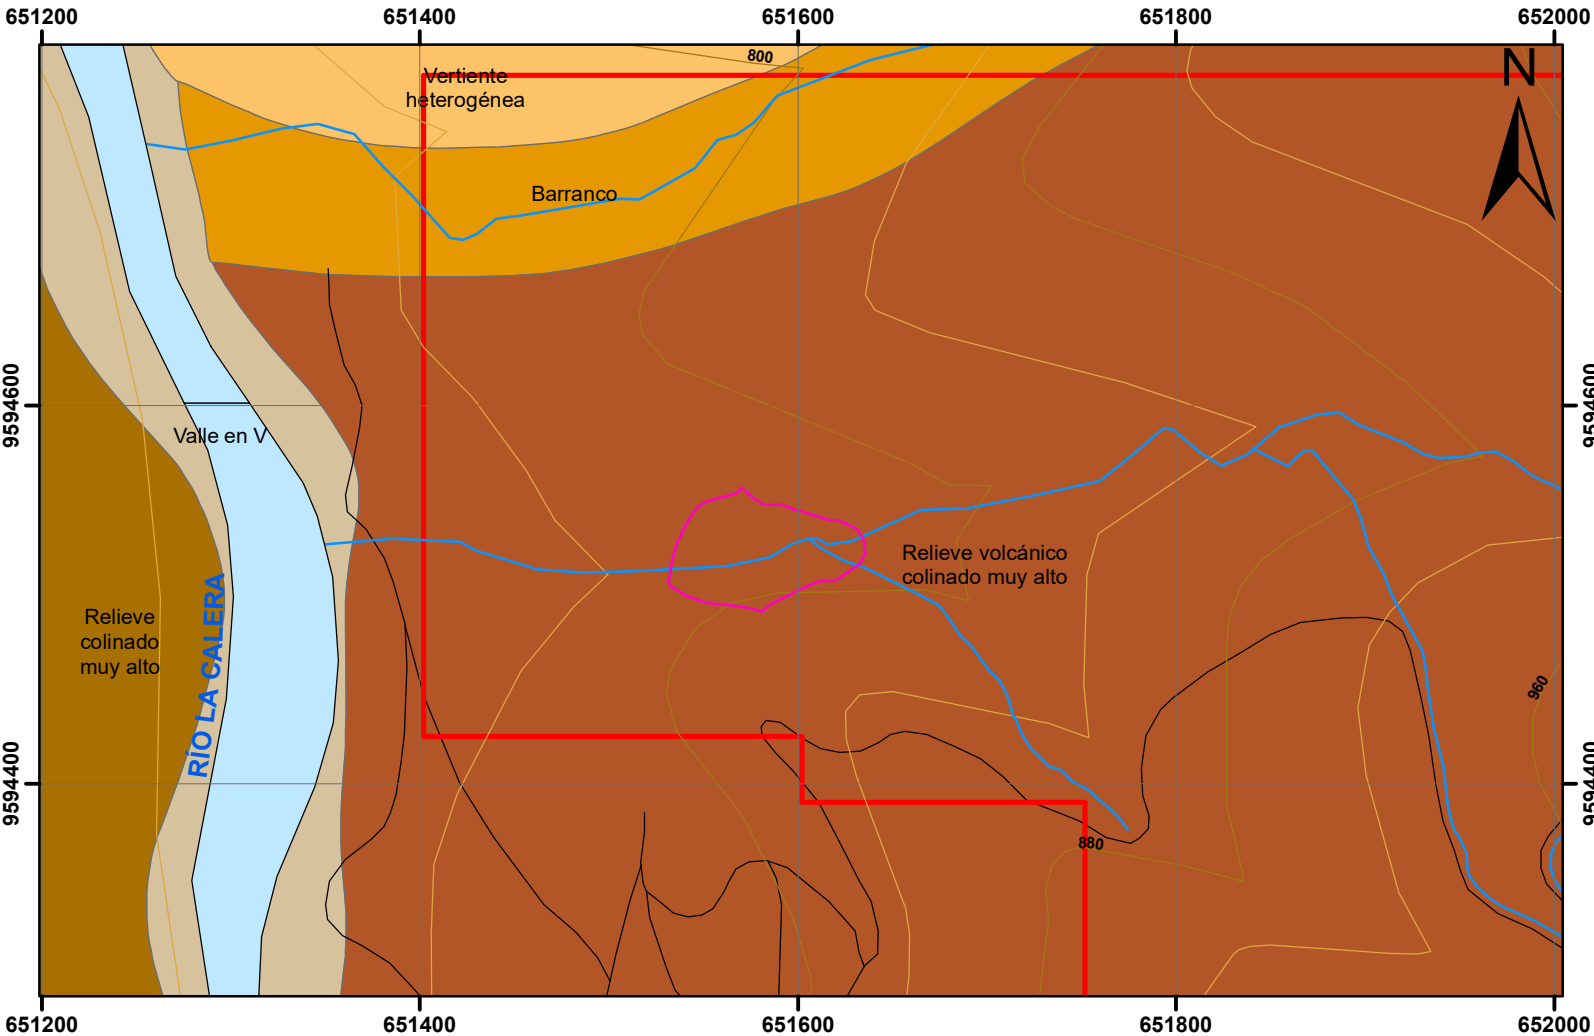 651200
651400
651600
651800
652000
800
N
Vertiente
heterogénea
Barranco
9594600
9594600
Valle en V
Relieve volcánico
colinado muy alto
RÍO LA CALERA
Relieve
colinado
muy alto
960
9594400
9594400
880
651200
651400
651600
651800
652000